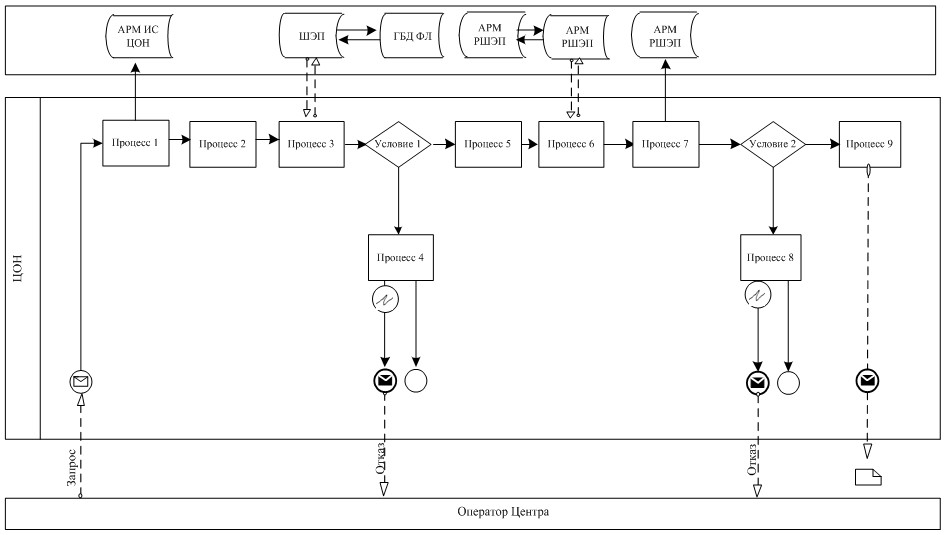 АРМ ИС
ЦОН
ШЭП
ГБД ФЛ
АРМ
РШЭП
АРМ
РШЭП
АРМ
РШЭП
ЦОН
Процесс 1
Процесс 2
Процесс 3
Условие 1
Процесс 5
Процесс 6
Процесс 7
Условие 2
Процесс 9
Процесс 4
Процесс 8
Запрос
Отказ
Отказ
Оператор Центра